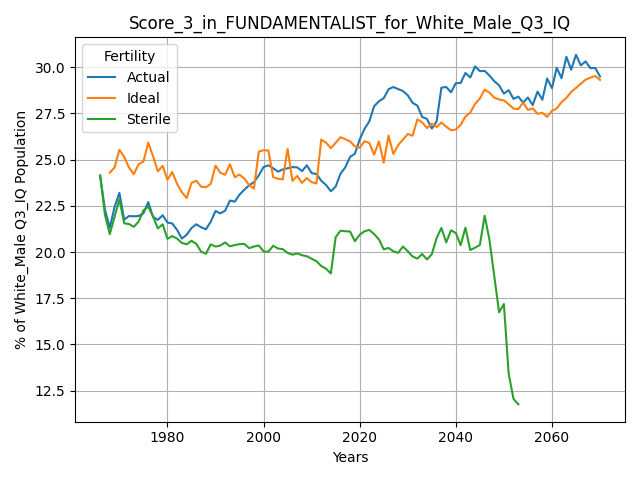 Score_3_in_FUNDAMENTALIST_for_White_Male_Q3_IQ
Fertility
Actual
Ideal
Sterile
% of White_Male Q3_IQ Population
30.0
27.5
25.0
22.5
20.0
17.5
15.0
12.5
1980
2000
2020
2040
2060
Years